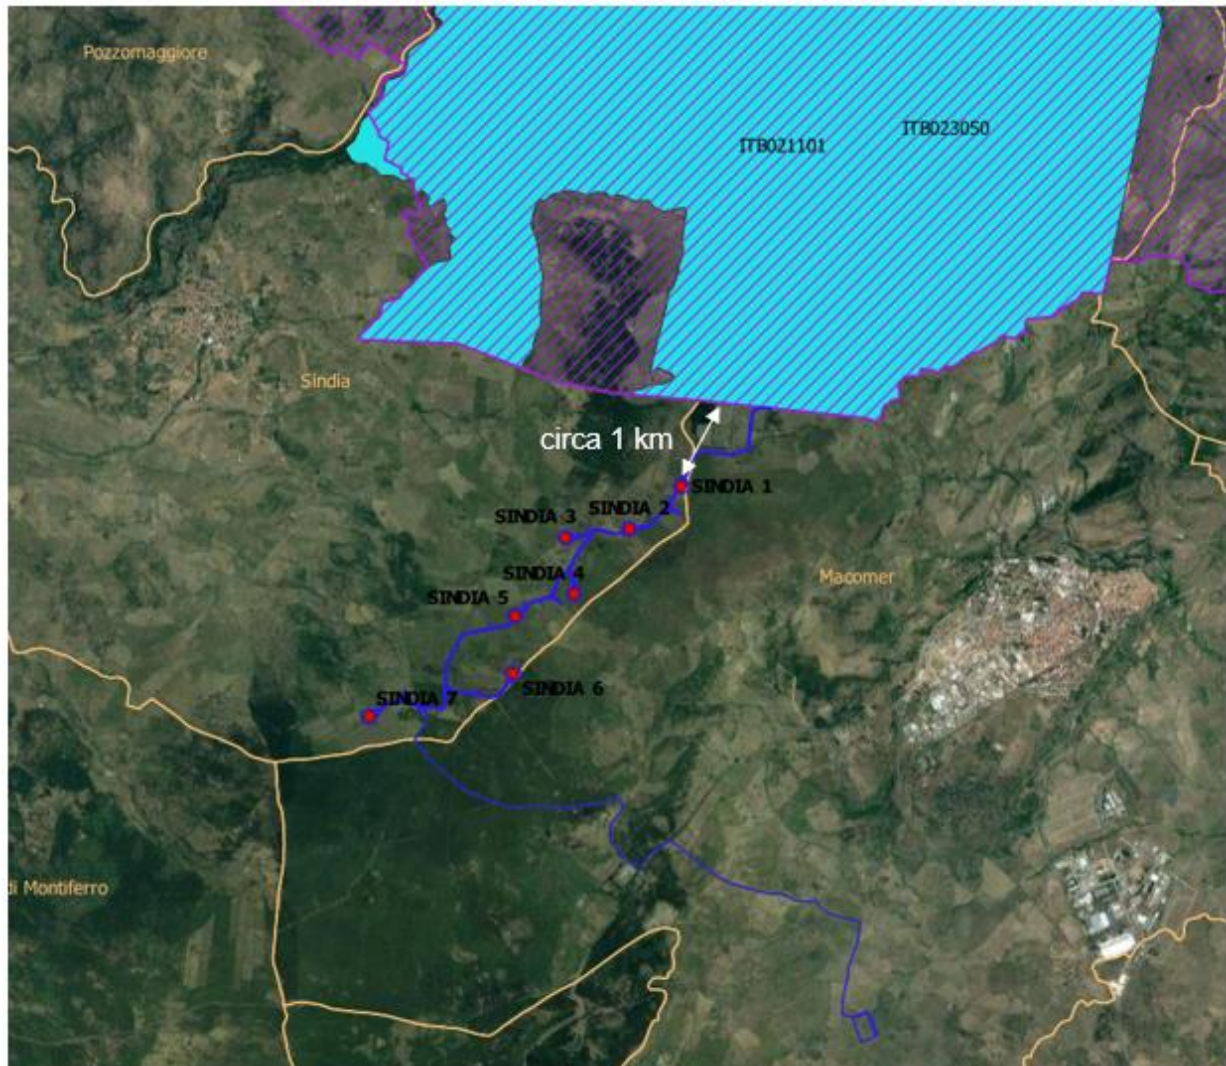 Pozzomaggiore
ITB023050
ITB021101
Sindia
circa 1 km
SINDIA 1
SINDIA 2
SINDIA 3
SINDIA 4
Macomer
SINDIA 5
SINDIA 6
SINDIA 7
di Montiferro